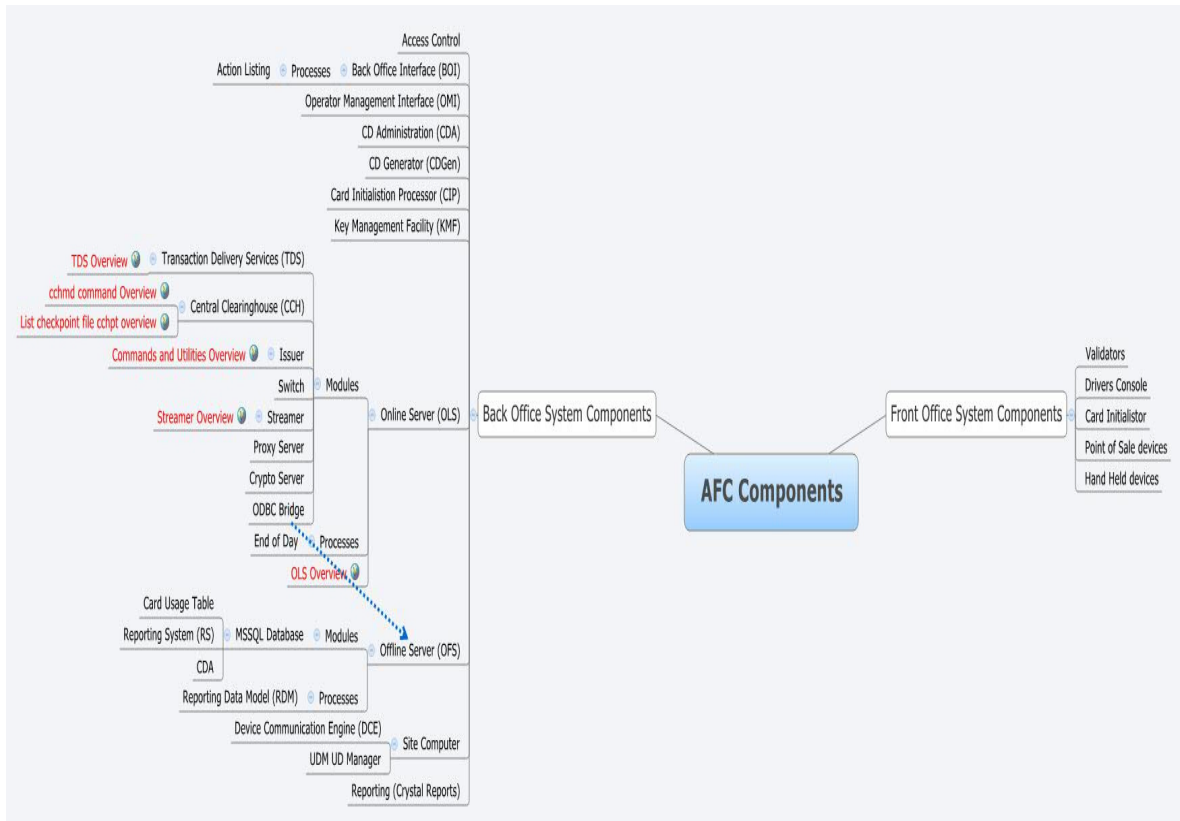 Access Control
Action Listing Processes Back Office Interface (BOI)
Operator Management Interface (OMI)
CD Administration (CDA)
CD Generator (CDGen)
Card Initialistion Processor (CIP)
Key Management Facility (KMF)
TDS Overview Transaction Delivery Services (TDS)
cchmd command Overview
Central Clearinghouse (CCH)
List checkpoint file cchpt overview
Commands and Utilities Overview Issuer
Switch
Modules
Streamer Overview Streamer
Online Server (OLS)
Proxy Server
Crypto Server
ODBC Bridge
End of Day Processes
OLS Overview
Card Usage Table
Reporting System (RS) MSSQL Database Modules
CDA
Offline Server (OFS)
Reporting Data Model (RDM) Processes
Device Communication Engine (DCE)
Site Computer
UDM UD Manager
Reporting (Crystal Reports)
Back Office System Components
AFC Components
Front Office System Components
Validators
Drivers Console
Card Initialistor
Point of Sale devices
Hand Held devices